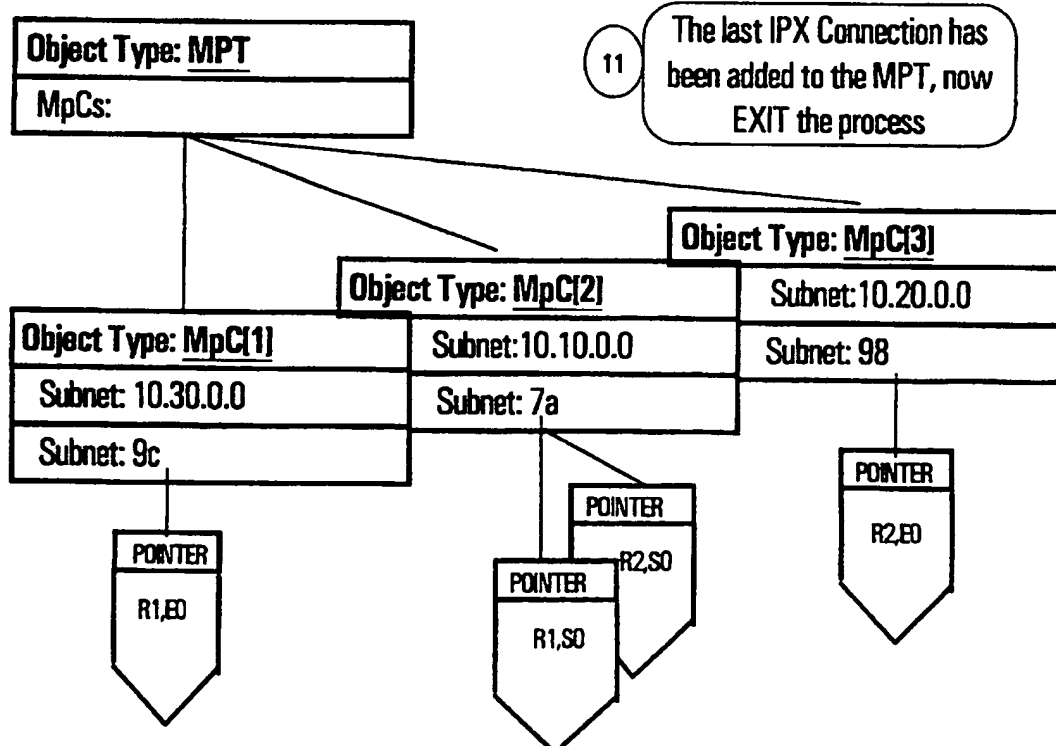 Object Type: MPT
MpCs:
11
The last IPX Connection has
been added to the MPT, now
EXIT the process
Object Type: MpC[3]
Subnet:10.20.0.0
Subnet: 98
Object Type: MpC[2]
Subnet:10.10.0.0
Subnet: 7a
Object Type: MpC[1]
Subnet: 10.30.0.0
Subnet: 9c
POINTER
R1,E0
POINTER
R1,S0
POINTER
R2,S0
POINTER
R2,E0